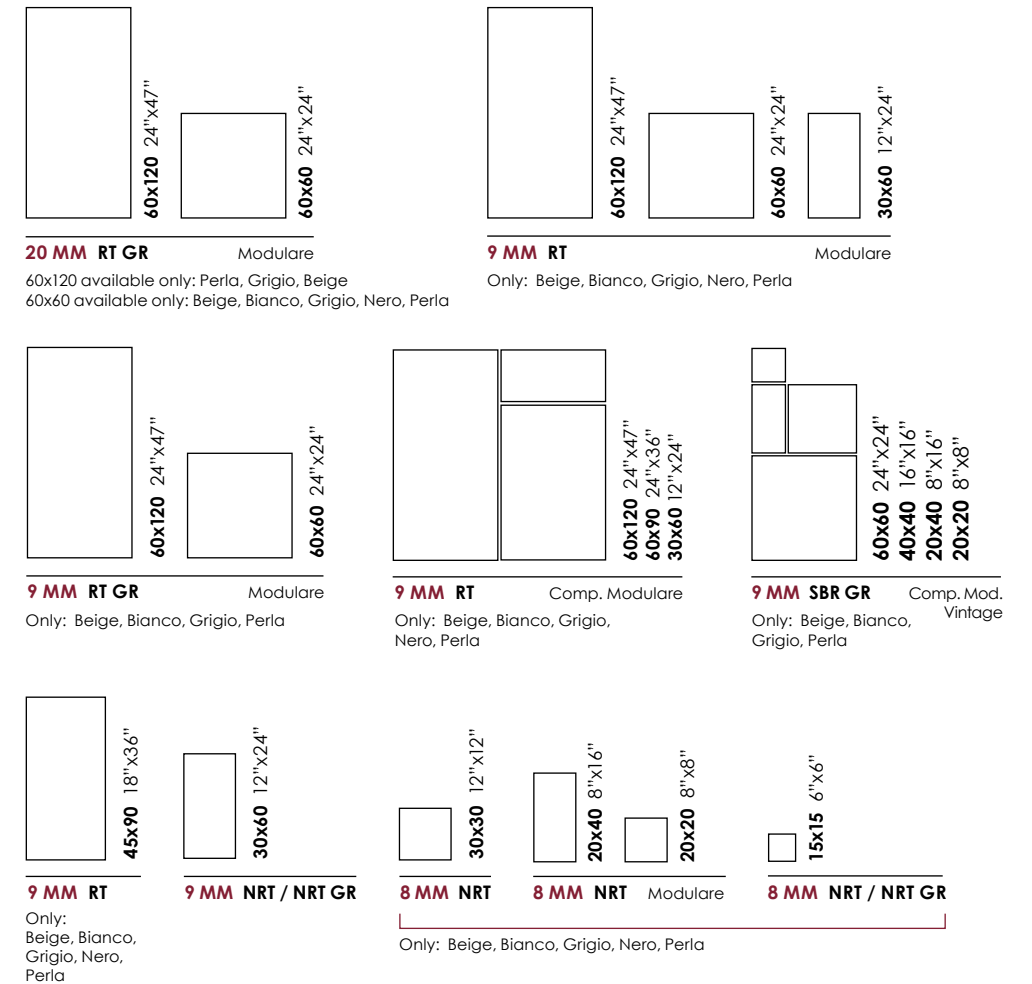 60x120 24"x47"
60x60 24"x24"
20 MM RT GR Modulare
60x120 available only: Perla, Grigio, Beige
60x60 available only: Beige, Bianco, Grigio, Nero, Perla
60x120 24"x47"
60x60 24"x24"
30x60 12"x24"
9 MM RT Modulare
Only: Beige, Bianco, Grigio, Nero, Perla
60x120 24"x47"
60x60 24"x24"
9 MM RT GR Modulare
Only: Beige, Bianco, Grigio, Perla
60x120 24"x47"
60x90 24"x36"
30x60 12"x24"
9 MM RT Comp. Modulare
Only: Beige, Bianco, Grigio,
Nero, Perla
60x60 24"x24"
40x40 16"x16"
20x40 8"x16"
20x20 8"x8"
9 MM SBR GR Comp. Mod.
Vintage
Only: Beige, Bianco,
Grigio, Perla
45x90 18"x36"
9 MM RT
Only:
Beige, Bianco,
Grigio, Nero,
Perla
30x60 12"x24"
9 MM NRT / NRT GR
30x30 12"x12"
8 MM NRT
20x40 8"x16"
20x20 8"x8"
8 MM NRT Modulare
15x15 6"x6"
8 MM NRT / NRT GR
Only: Beige, Bianco, Grigio, Nero, Perla